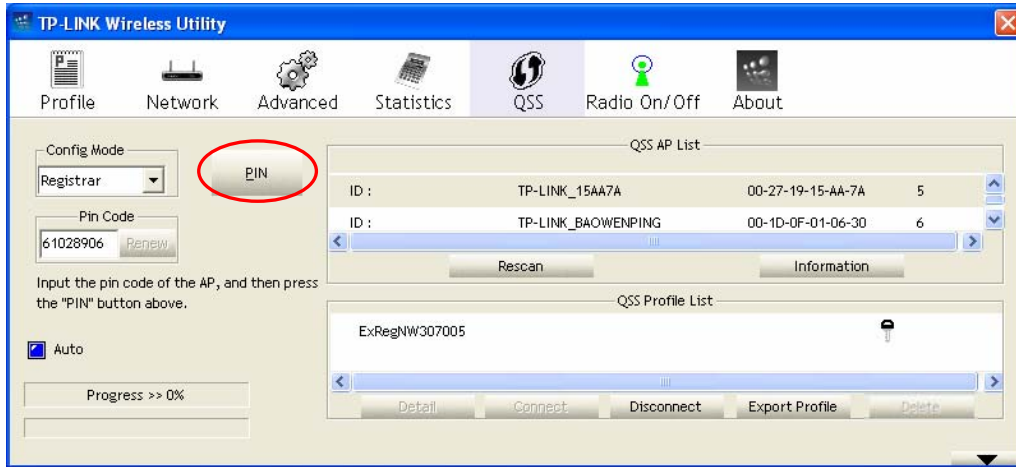 TP-LINK Wireless Utility
Profile Network Advanced Statistics QSS Radio On/Off About
Config Mode
Registrar
PIN
Pin Code
61028906 Renew
Input the pin code of the AP, and then press
the "PIN" button above.
Auto
Progress >> 0%
QSS AP List
ID : TP-LINK_15AA7A 00-27-19-15-AA-7A 5
ID : TP-LINK_BAOWENPING 00-1D-0F-01-06-30 6
Rescan Information
QSS Profile List
ExRegNW307005
Detail Connect Disconnect Export Profile Delete